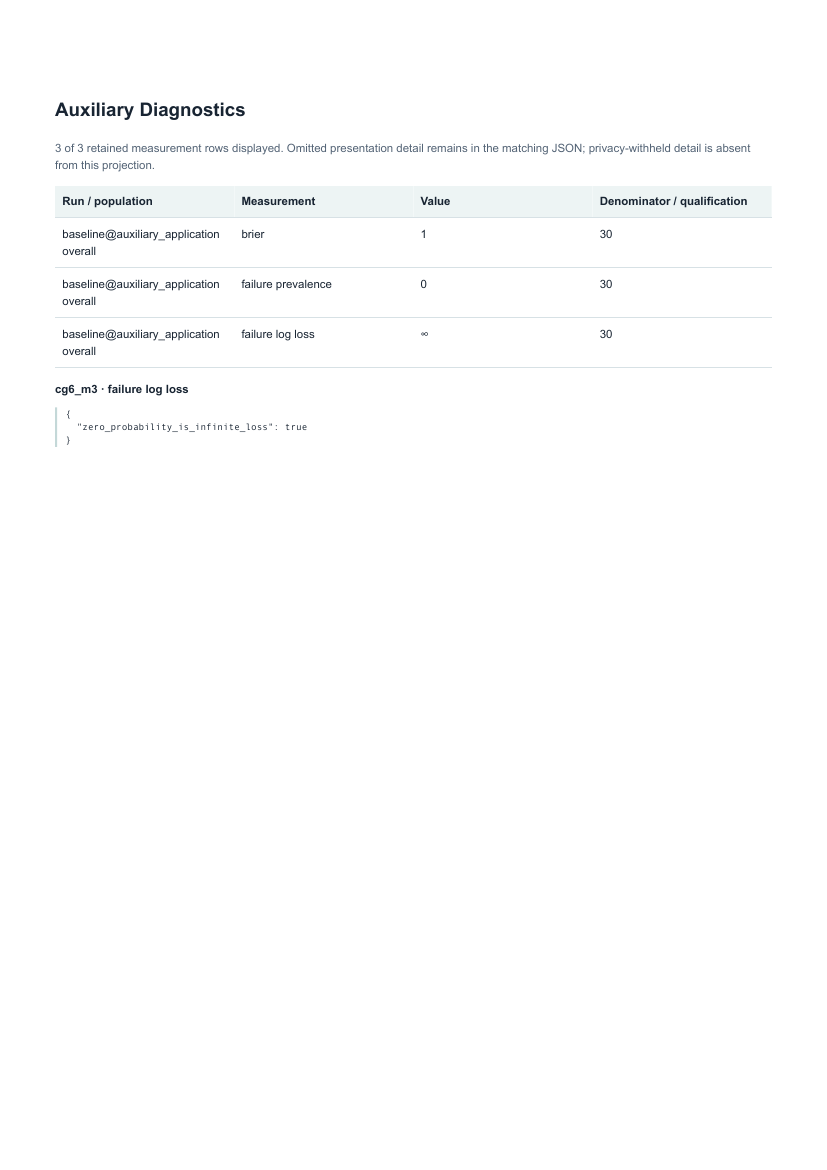 Auxiliary Diagnostics
3 of 3 retained measurement rows displayed. Omitted presentation detail remains in the matching JSON; privacy-withheld detail is absent
from this projection.
Run / population Measurement Value Denominator / qualification
baseline@auxiliary_application brier 1 30
overall
baseline@auxiliary_application failure prevalence 0 30
overall
baseline@auxiliary_application failure log loss ∞ 30
overall
cg6_m3 · failure log loss
{
  "zero_probability_is_infinite_loss": true
}